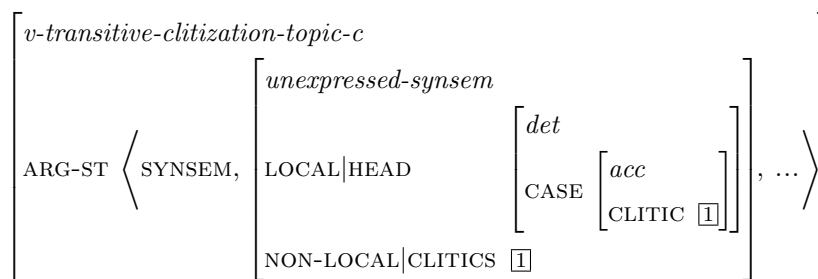 v-transitive-clitization-topic-c
unexpressed-synsem
det
ARG-ST ⟨ SYNSEM, LOCAL|HEAD CASE acc , ... ⟩
CLITIC 1
NON-LOCAL|CLITICS 1